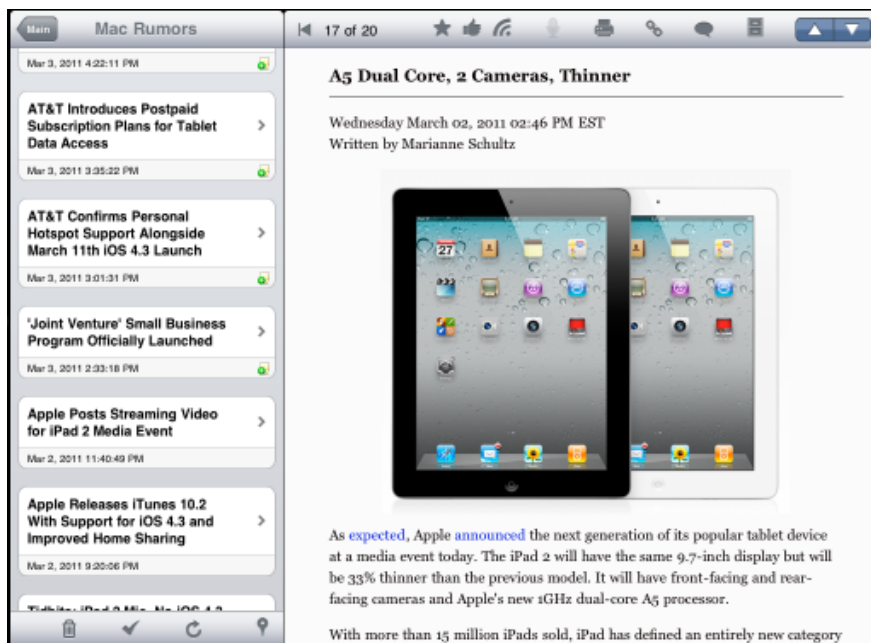 Main
Mac Rumors
Mar 3, 2011 4:22:11 PM
AT&T Introduces Postpaid
Subscription Plans for Tablet
Data Access
Mar 3, 2011 3:35:22 PM
AT&T Confirms Personal
Hotspot Support Alongside
March 11th iOS 4.3 Launch
Mar 3, 2011 3:01:31 PM
'Joint Venture' Small Business
Program Officially Launched
Mar 3, 2011 2:33:18 PM
Apple Posts Streaming Video
for iPad 2 Media Event
Mar 2, 2011 11:40:49 PM
Apple Releases iTunes 10.2
With Support for iOS 4.3 and
Improved Home Sharing
Mar 2, 2011 9:20:06 PM
17 of 20
A5 Dual Core, 2 Cameras, Thinner
Wednesday March 02, 2011 02:46 PM EST
Written by Marianne Schultz
27
As expected, Apple announced the next generation of its popular tablet device
at a media event today. The iPad 2 will have the same 9.7-inch display but will
be 33% thinner than the previous model. It will have front-facing and rear-
facing cameras and Apple's new 1GHz dual-core A5 processor.
With more than 15 million iPads sold, iPad has defined an entirely new category